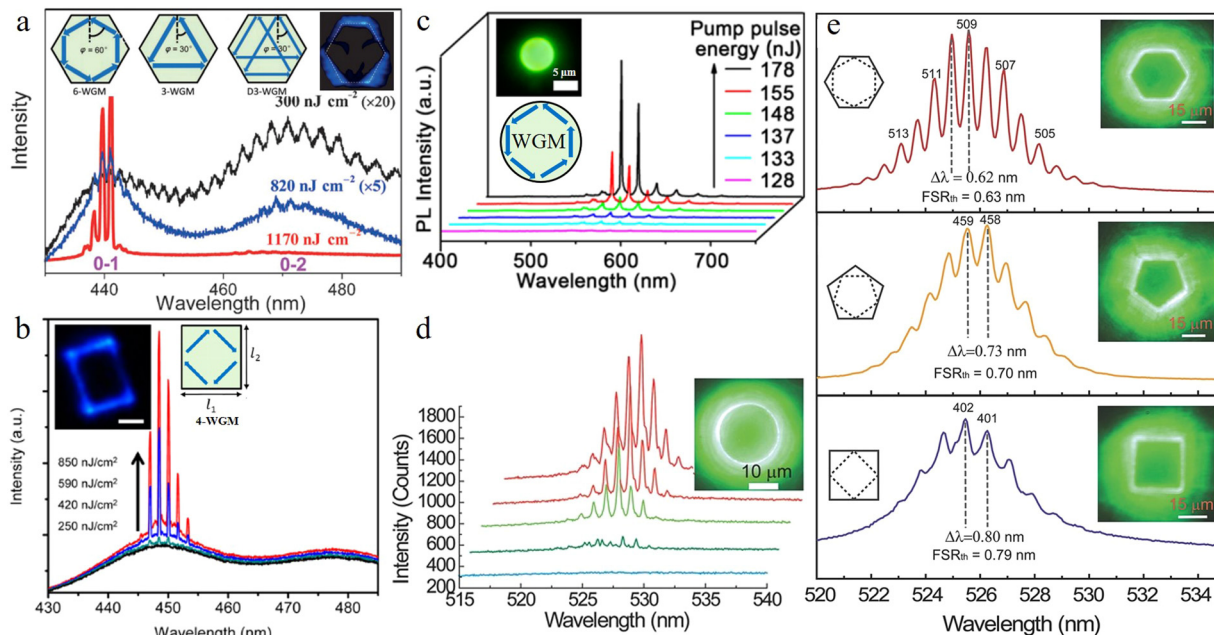 a
φ=60°
φ=30°
φ=30°
6-WGM
3-WGM
D3-WGM
300 nJ cm⁻² (×20)
820 nJ cm⁻² (×5)
1170 nJ cm⁻²
0-1
0-2
Intensity
440
460
480
Wavelength (nm)
b
l₂
l₁
4-WGM
850 nJ/cm²
590 nJ/cm²
420 nJ/cm²
250 nJ/cm²
Intensity (a.u.)
430 440 450 460 470 480
Wavelength (nm)
c
5 μm
WGM
Pump pulse
energy (nJ)
178
155
148
137
133
128
PL Intensity (a.u.)
400 500 600 700
Wavelength (nm)
d
10 μm
Intensity (Counts)
1800
1600
1400
1200
1000
800
600
400
200
515 520 525 530 535 540
Wavelength (nm)
e
509
511
507
513
505
15 μm
Δλ = 0.62 nm
FSRth = 0.63 nm
459
458
15 μm
Δλ=0.73 nm
FSRth = 0.70 nm
402
401
15 μm
Δλ=0.80 nm
FSRth = 0.79 nm
520 522 524 526 528 530 532 534
Wavelength (nm)